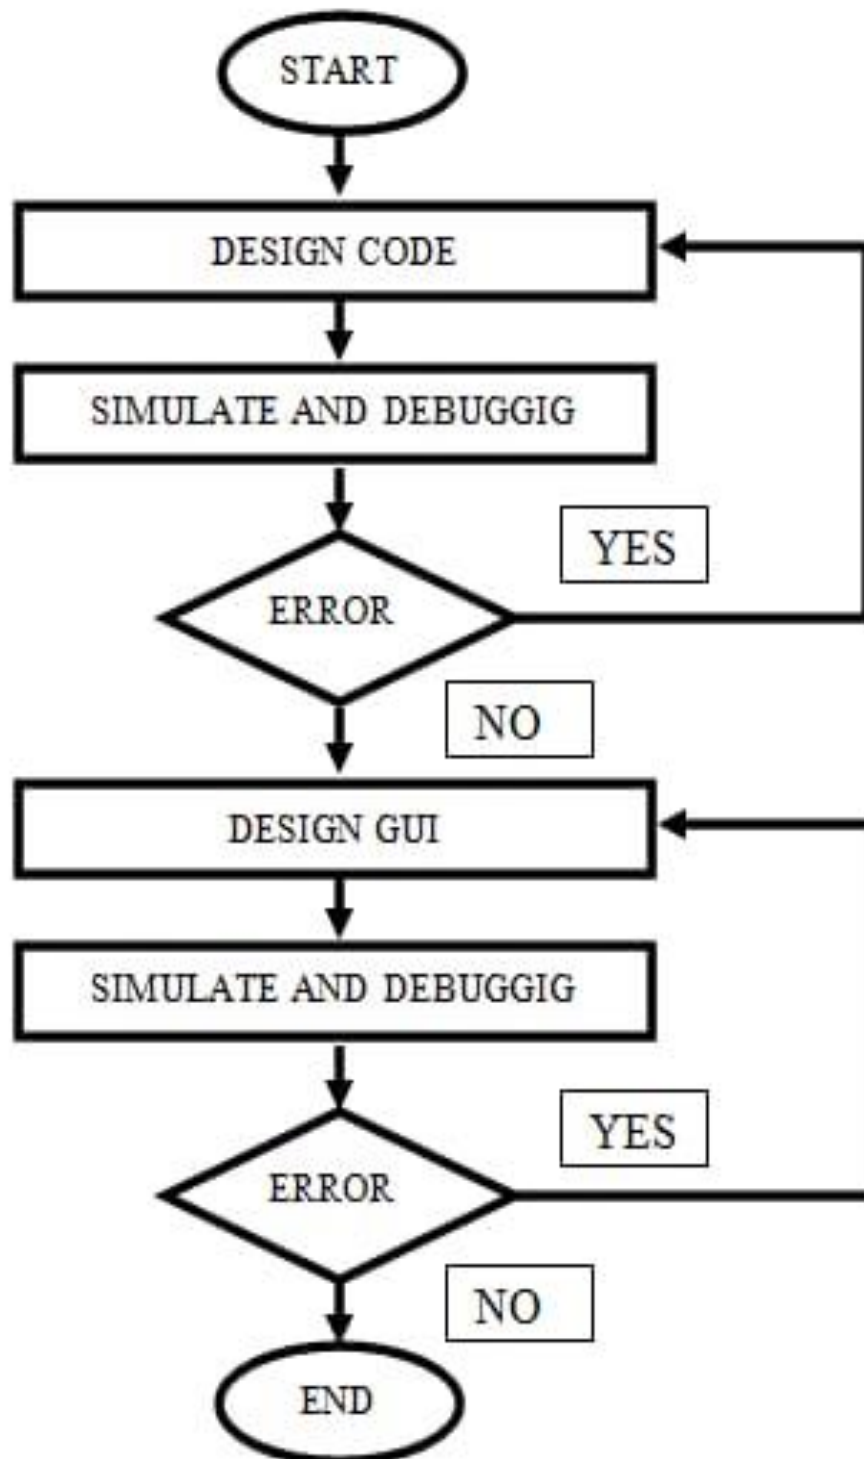 START
DESIGN CODE
SIMULATE AND DEBUGGIG
YES
ERROR
NO
DESIGN GUI
SIMULATE AND DEBUGGIG
YES
ERROR
NO
END